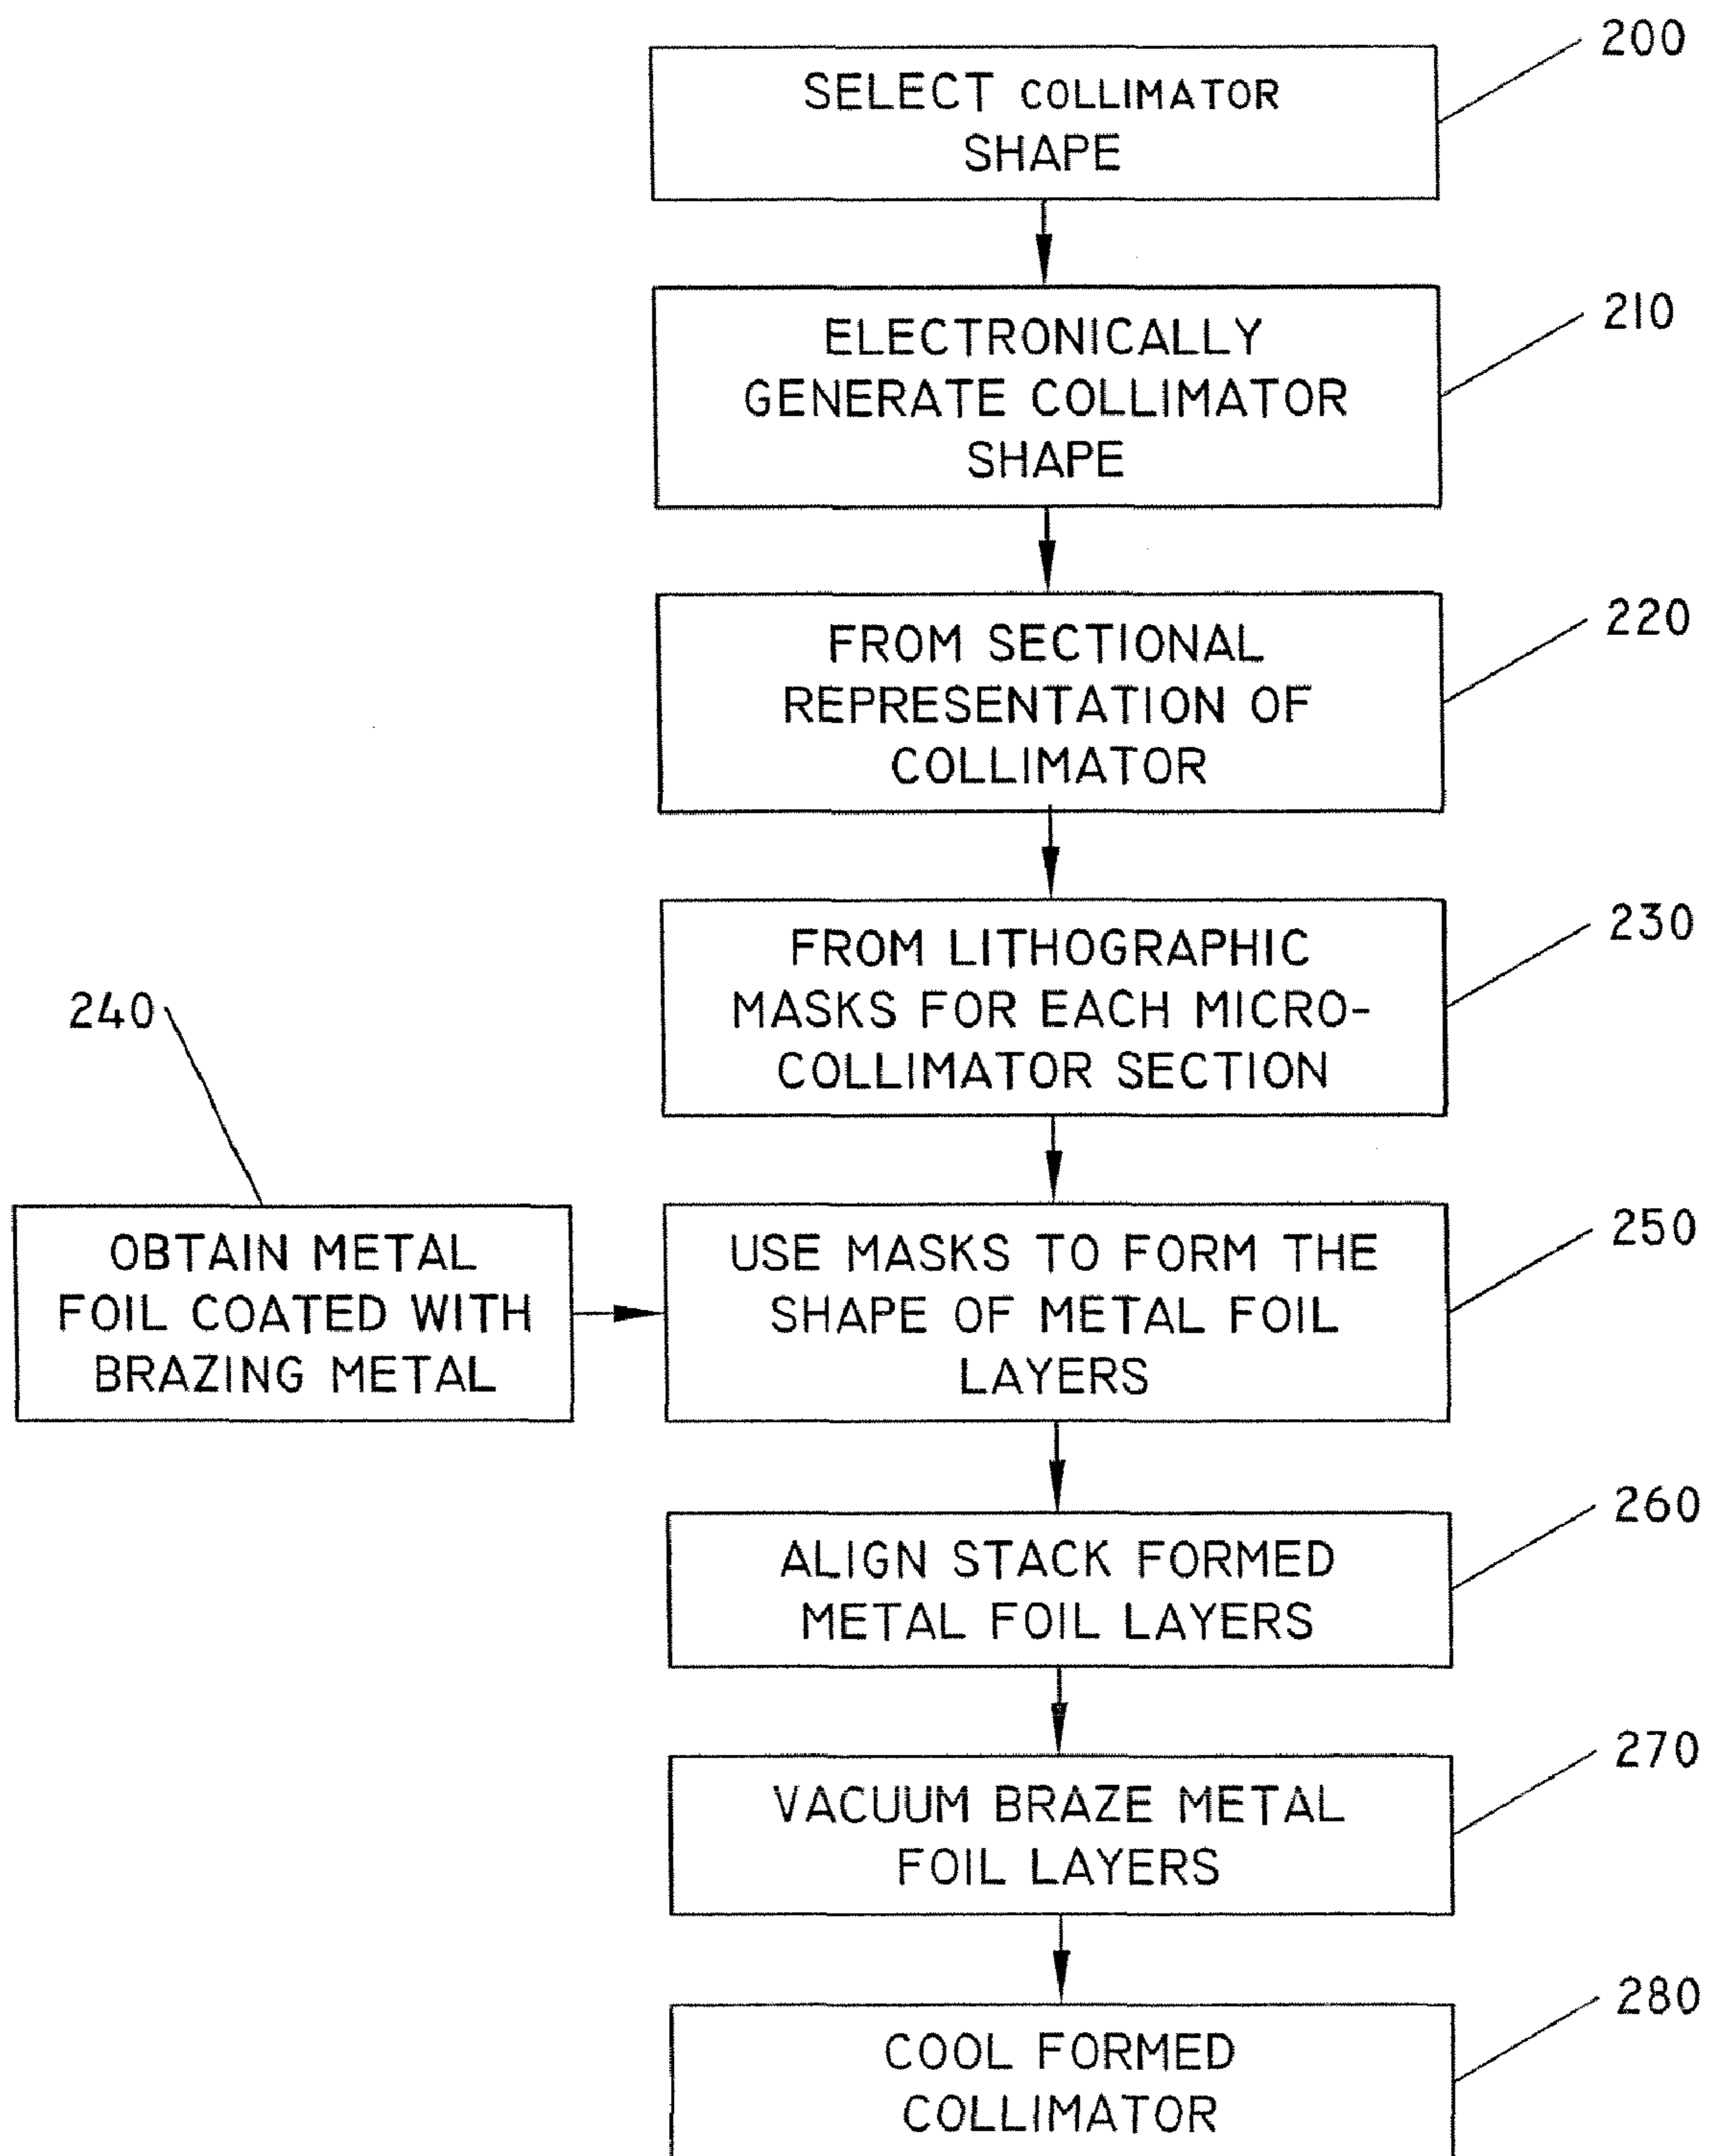 200
SELECT COLLIMATOR
SHAPE
210
ELECTRONICALLY
GENERATE COLLIMATOR
SHAPE
220
FROM SECTIONAL
REPRESENTATION OF
COLLIMATOR
230
FROM LITHOGRAPHIC
MASKS FOR EACH MICRO-
COLLIMATOR SECTION
240
OBTAIN METAL
FOIL COATED WITH
BRAZING METAL
250
USE MASKS TO FORM THE
SHAPE OF METAL FOIL
LAYERS
260
ALIGN STACK FORMED
METAL FOIL LAYERS
270
VACUUM BRAZE METAL
FOIL LAYERS
280
COOL FORMED
COLLIMATOR